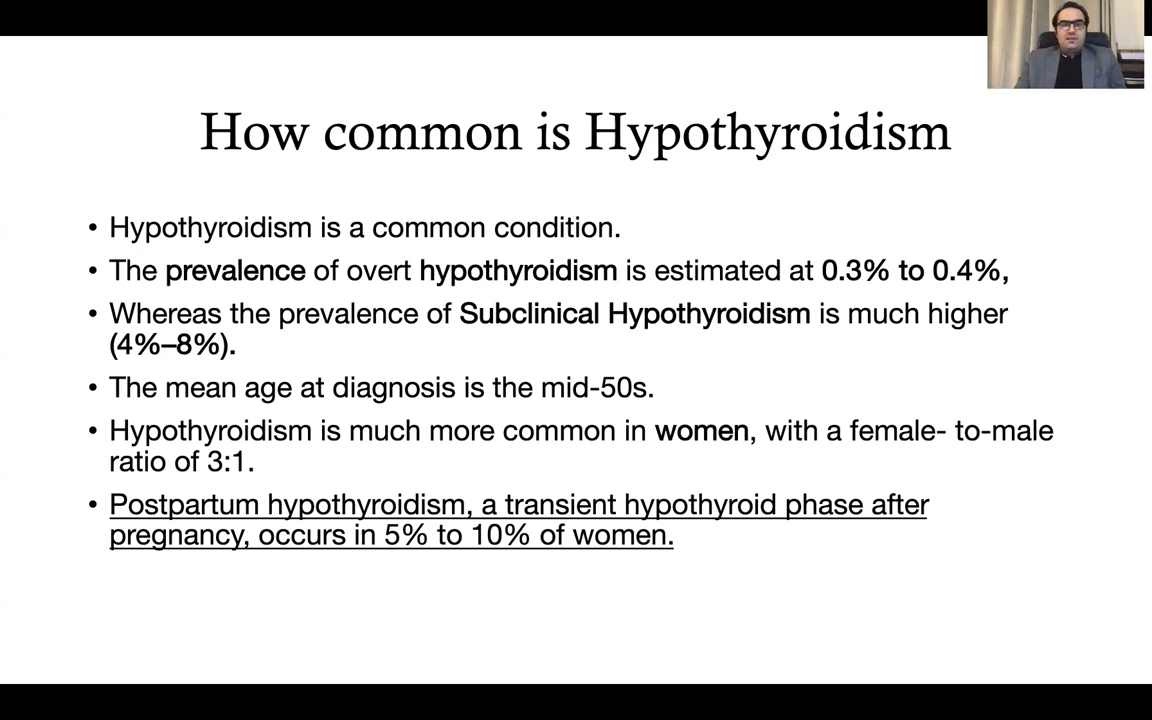 How common is Hypothyroidism
• Hypothyroidism is a common condition.
• The prevalence of overt hypothyroidism is estimated at 0.3% to 0.4%,
• Whereas the prevalence of Subclinical Hypothyroidism is much higher
(4%–8%).
• The mean age at diagnosis is the mid-50s.
• Hypothyroidism is much more common in women, with a female- to-male
ratio of 3:1.
• Postpartum hypothyroidism, a transient hypothyroid phase after
pregnancy, occurs in 5% to 10% of women.